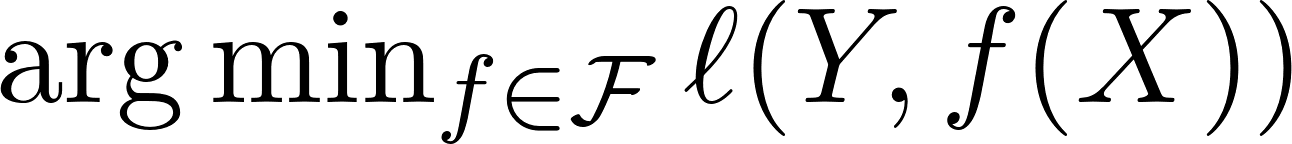 arg min_{f∈ℱ} ℓ(Y, f(X))